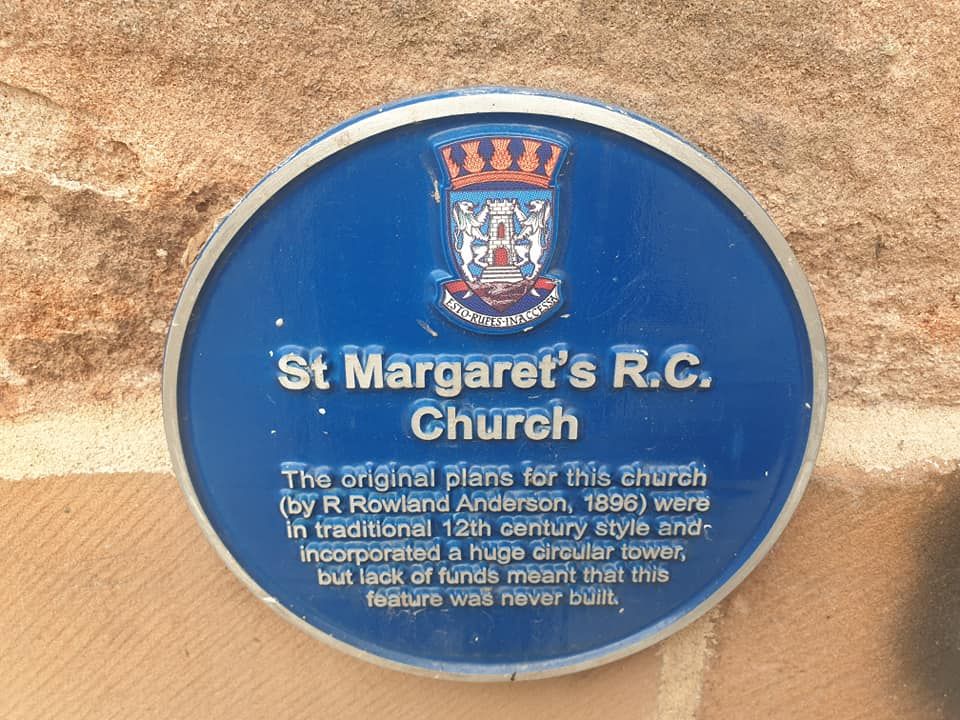 ESTO·RUPES·INACCESSA
St Margaret's R.C.
Church
The original plans for this church
(by R Rowland Anderson, 1896) were
in traditional 12th century style and
incorporated a huge circular tower,
but lack of funds meant that this
feature was never built.